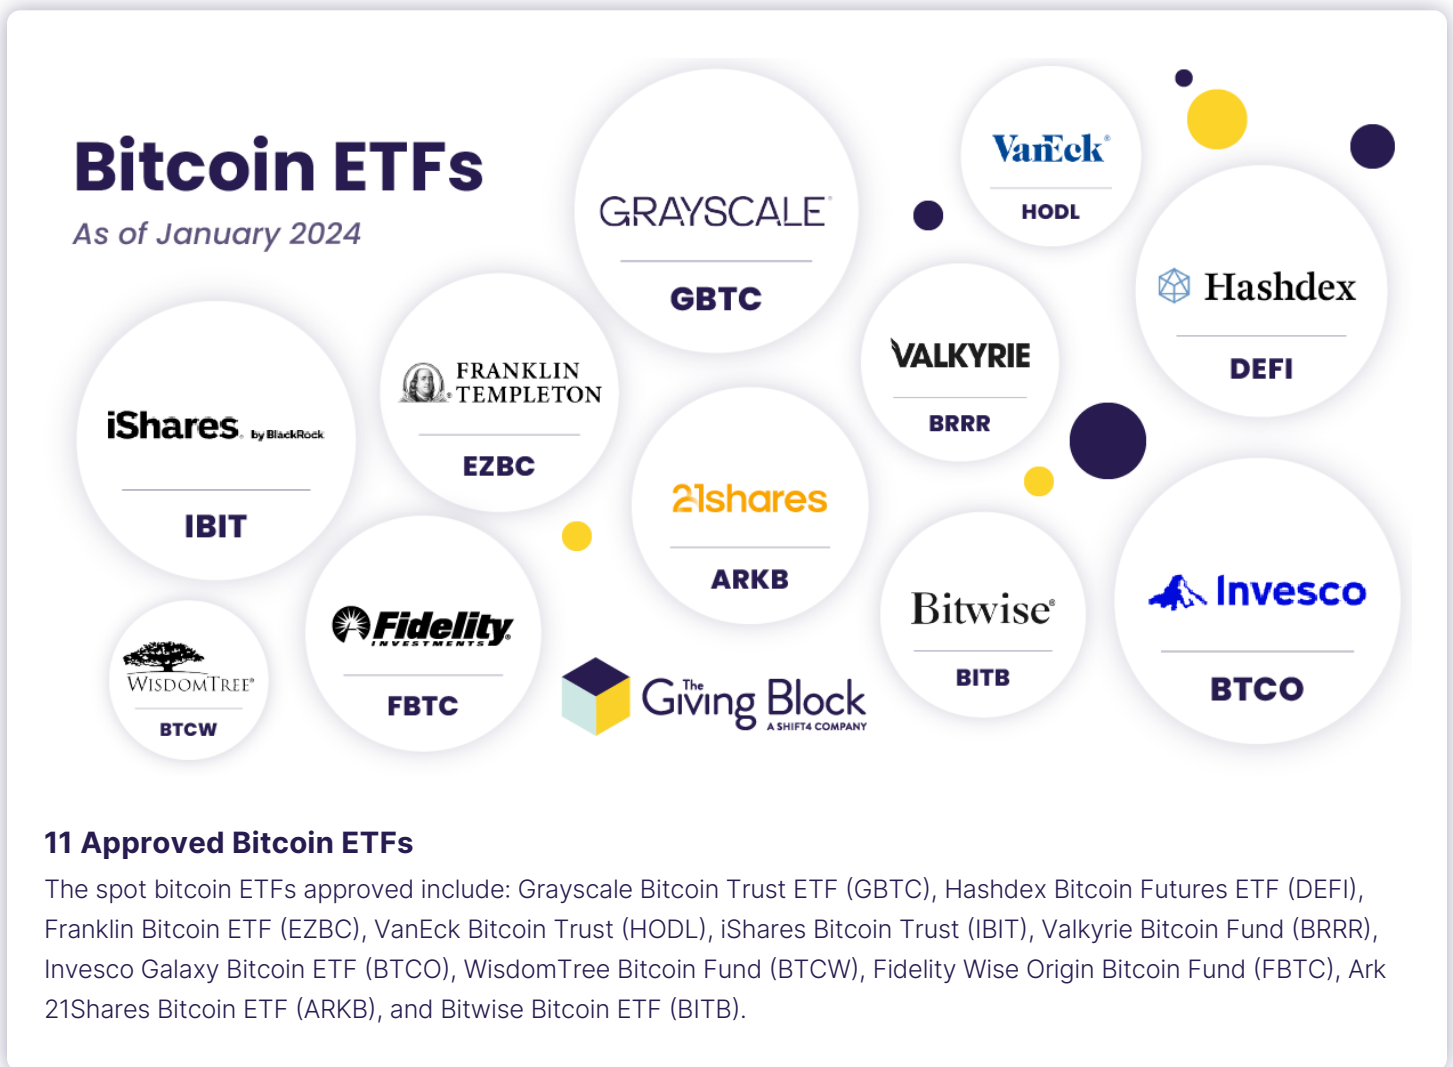 Bitcoin ETFs
As of January 2024
GRAYSCALE®
GBTC
VanEck®
HODL
Hashdex
DEFI
VALKYRIE
BRRR
FRANKLIN
TEMPLETON
EZBC
iShares® by BlackRock
IBIT
21shares
ARKB
Bitwise®
BITB
Invesco
BTCO
WISDOMTREE®
BTCW
Fidelity®
INVESTMENTS
FBTC
The Giving Block
A SHIFT4 COMPANY
11 Approved Bitcoin ETFs
The spot bitcoin ETFs approved include: Grayscale Bitcoin Trust ETF (GBTC), Hashdex Bitcoin Futures ETF (DEFI),
Franklin Bitcoin ETF (EZBC), VanEck Bitcoin Trust (HODL), iShares Bitcoin Trust (IBIT), Valkyrie Bitcoin Fund (BRRR),
Invesco Galaxy Bitcoin ETF (BTCO), WisdomTree Bitcoin Fund (BTCW), Fidelity Wise Origin Bitcoin Fund (FBTC), Ark
21Shares Bitcoin ETF (ARKB), and Bitwise Bitcoin ETF (BITB).